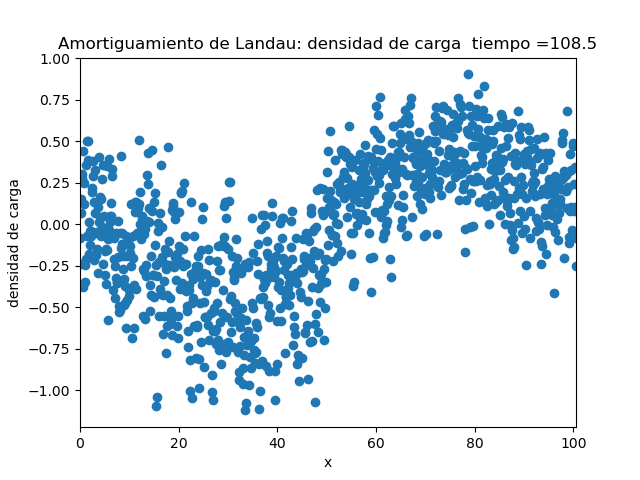 Amortiguamiento de Landau: densidad de carga  tiempo =108.5
1.00
0.75
0.50
0.25
0.00
−0.25
−0.50
−0.75
−1.00
densidad de carga
0 20 40 60 80 100
x